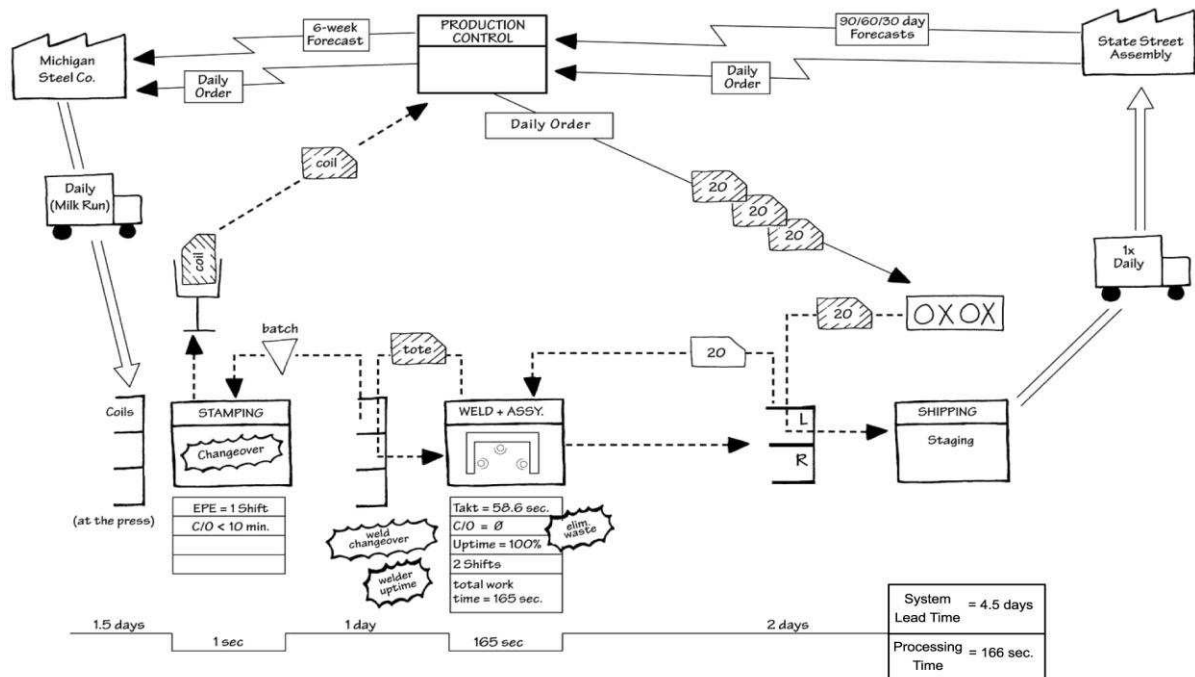 Michigan
Steel Co.
6-week
Forecast
Daily
Order
PRODUCTION
CONTROL
90/60/30 day
Forecasts
Daily
Order
State Street
Assembly
Daily Order
coil
20
20
20
Daily
(Milk Run)
coil
1x
Daily
batch
tote
20
20
OXOX
Coils
(at the press)
STAMPING
Changeover
EPE = 1 Shift
C/O < 10 min.
WELD + ASSY.
Takt = 58.6 sec.
C/O = Ø
Uptime = 100%
2 Shifts
total work
time = 165 sec.
weld
changeover
welder
uptime
elim.
waste
L
R
SHIPPING
Staging
1.5 days
1 sec
1 day
165 sec
2 days
System
Lead Time = 4.5 days
Processing
Time = 166 sec.